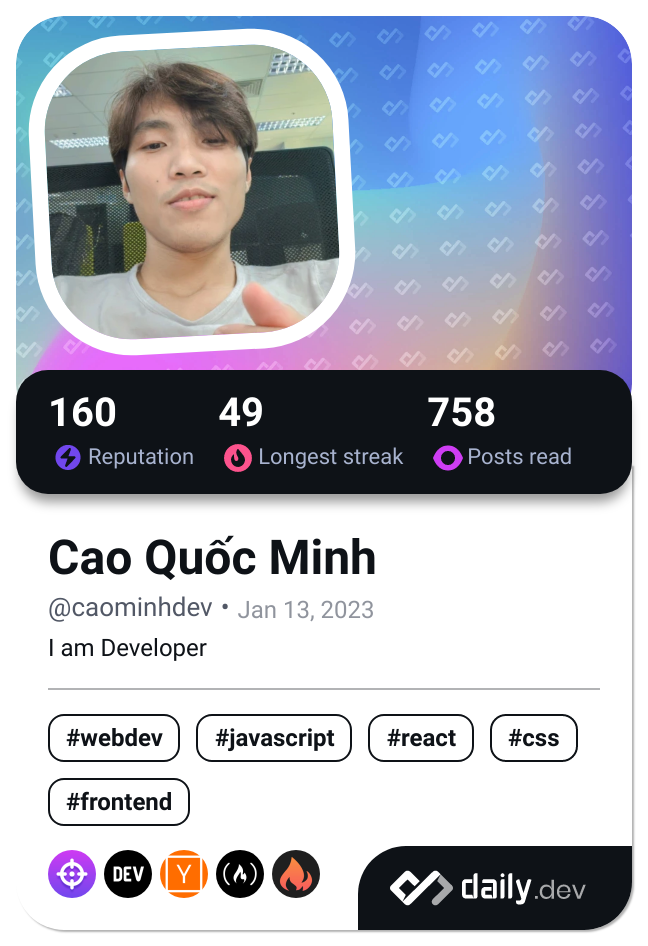 160 49 758
Reputation Longest streak Posts read
Cao Quốc Minh
@caominhdev • Jan 13, 2023
I am Developer
#webdev #javascript #react #css
#frontend
DEV Y daily.dev